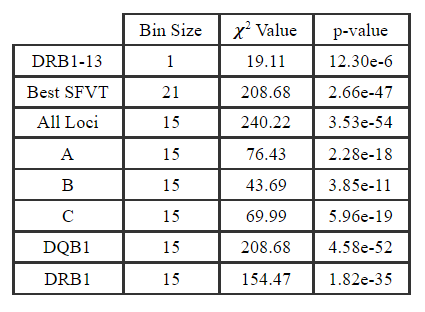 Bin Size χ² Value p-value
DRB1-13 1 19.11 12.30e-6
Best SFVT 21 208.68 2.66e-47
All Loci 15 240.22 3.53e-54
A 15 76.43 2.28e-18
B 15 43.69 3.85e-11
C 15 69.99 5.96e-19
DQB1 15 208.68 4.58e-52
DRB1 15 154.47 1.82e-35